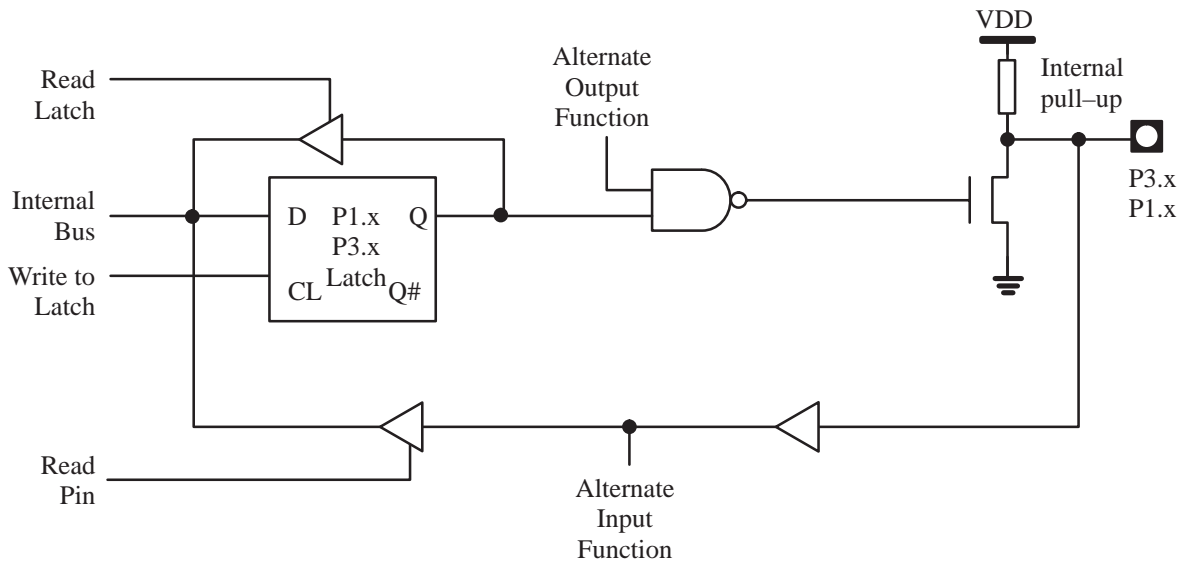 VDD
Internal
pull–up
P3.x
P1.x
Alternate
Output
Function
Read
Latch
Internal
Bus
Write to
Latch
D P1.x Q
P3.x
Latch
CL Q#
Read
Pin
Alternate
Input
Function